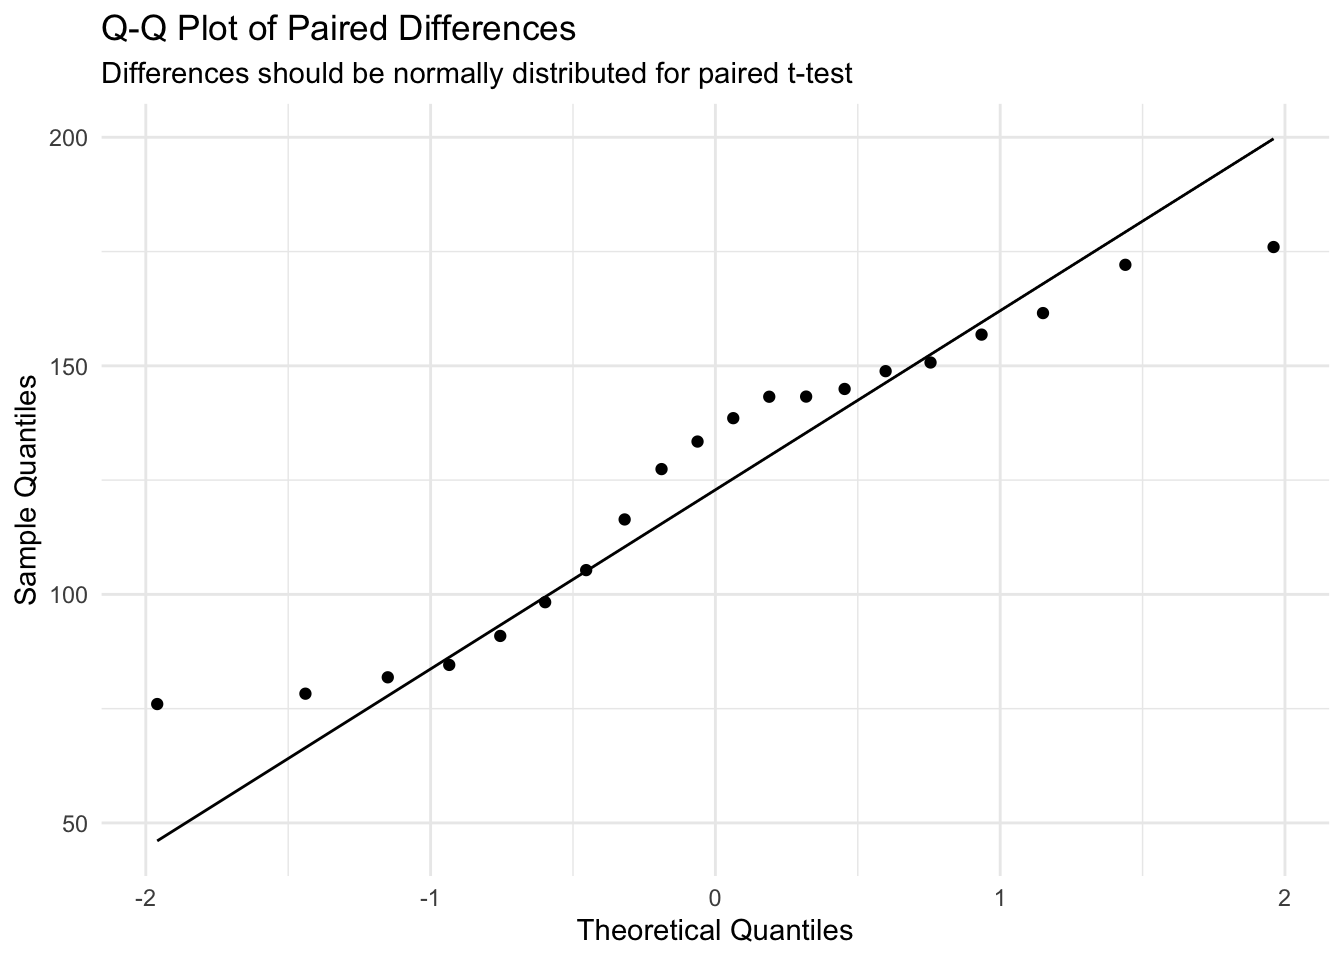 Q-Q Plot of Paired Differences
Differences should be normally distributed for paired t-test
200
150
100
50
Sample Quantiles
-2
-1
0
1
2
Theoretical Quantiles